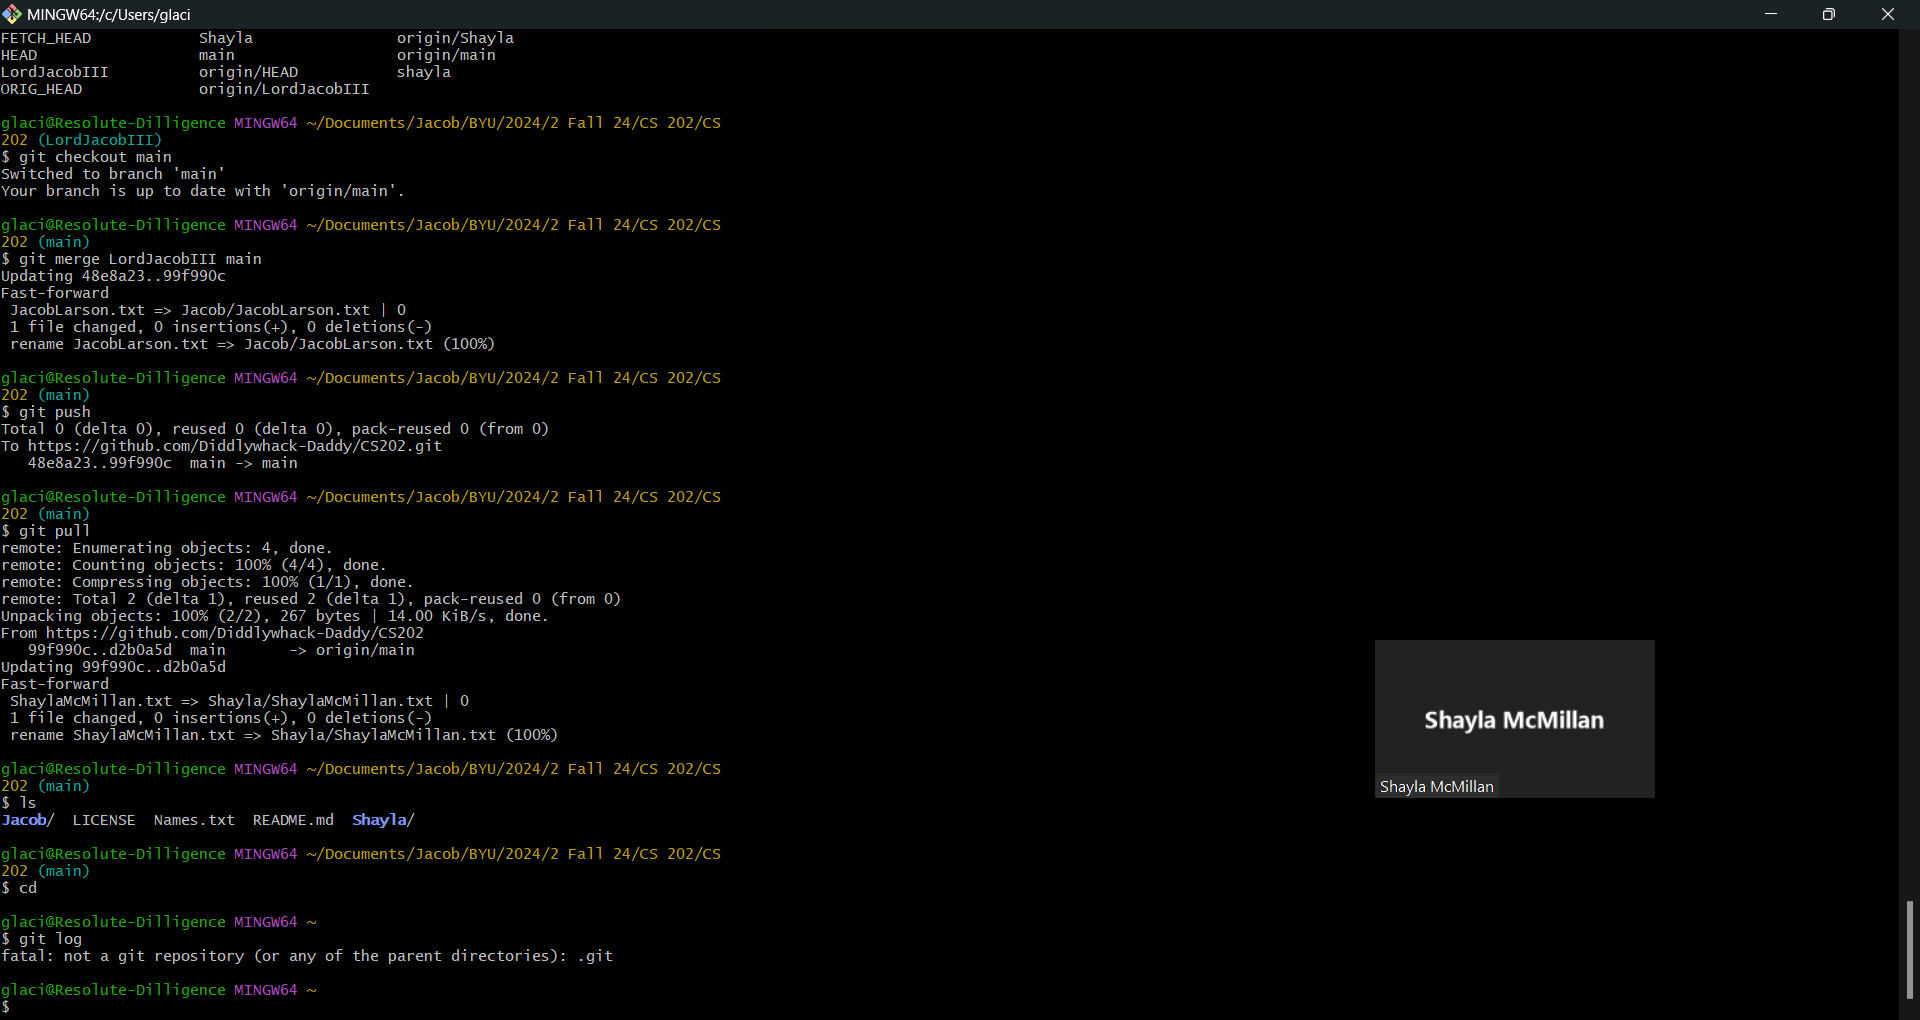 MINGW64:/c/Users/glaci
FETCH_HEAD Shayla origin/Shayla
HEAD main origin/main
LordJacobIII origin/HEAD shayla
ORIG_HEAD origin/LordJacobIII
glaci@Resolute-Dilligence MINGW64 ~/Documents/Jacob/BYU/2024/2 Fall 24/CS 202/CS
202 (LordJacobIII)
$ git checkout main
Switched to branch 'main'
Your branch is up to date with 'origin/main'.
glaci@Resolute-Dilligence MINGW64 ~/Documents/Jacob/BYU/2024/2 Fall 24/CS 202/CS
202 (main)
$ git merge LordJacobIII main
Updating 48e8a23..99f990c
Fast-forward
JacobLarson.txt => Jacob/JacobLarson.txt | 0
1 file changed, 0 insertions(+), 0 deletions(-)
rename JacobLarson.txt => Jacob/JacobLarson.txt (100%)
glaci@Resolute-Dilligence MINGW64 ~/Documents/Jacob/BYU/2024/2 Fall 24/CS 202/CS
202 (main)
$ git push
Total 0 (delta 0), reused 0 (delta 0), pack-reused 0 (from 0)
To https://github.com/Diddlywhack-Daddy/CS202.git
48e8a23..99f990c main -> main
glaci@Resolute-Dilligence MINGW64 ~/Documents/Jacob/BYU/2024/2 Fall 24/CS 202/CS
202 (main)
$ git pull
remote: Enumerating objects: 4, done.
remote: Counting objects: 100% (4/4), done.
remote: Compressing objects: 100% (1/1), done.
remote: Total 2 (delta 1), reused 2 (delta 1), pack-reused 0 (from 0)
Unpacking objects: 100% (2/2), 267 bytes | 14.00 KiB/s, done.
From https://github.com/Diddlywhack-Daddy/CS202
99f990c..d2b0a5d main -> origin/main
Updating 99f990c..d2b0a5d
Fast-forward
ShaylaMcMillan.txt => Shayla/ShaylaMcMillan.txt | 0
1 file changed, 0 insertions(+), 0 deletions(-)
rename ShaylaMcMillan.txt => Shayla/ShaylaMcMillan.txt (100%)
glaci@Resolute-Dilligence MINGW64 ~/Documents/Jacob/BYU/2024/2 Fall 24/CS 202/CS
202 (main)
$ ls
Jacob/ LICENSE Names.txt README.md Shayla/
glaci@Resolute-Dilligence MINGW64 ~/Documents/Jacob/BYU/2024/2 Fall 24/CS 202/CS
202 (main)
$ cd
glaci@Resolute-Dilligence MINGW64 ~
$ git log
fatal: not a git repository (or any of the parent directories): .git
glaci@Resolute-Dilligence MINGW64 ~
$
Shayla McMillan
Shayla McMillan